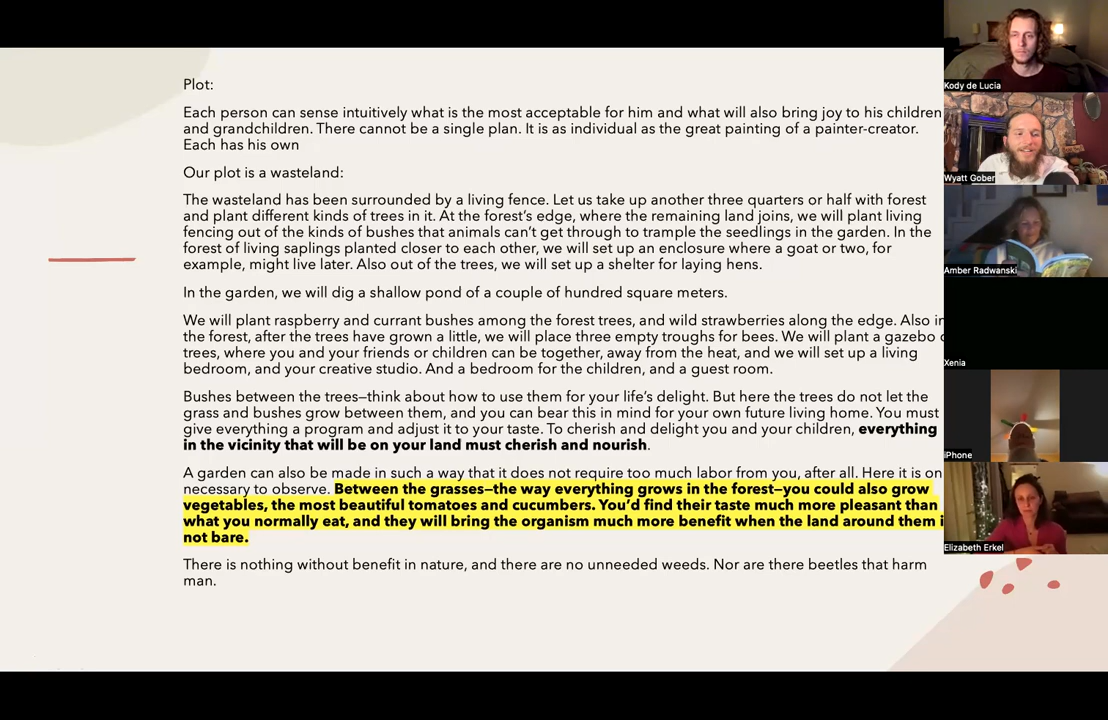 Plot:
Each person can sense intuitively what is the most acceptable for him and what will also bring joy to his children
and grandchildren. There cannot be a single plan. It is as individual as the great painting of a painter-creator.
Each has his own
Our plot is a wasteland:
The wasteland has been surrounded by a living fence. Let us take up another three quarters or half with forest
and plant different kinds of trees in it. At the forest’s edge, where the remaining land joins, we will plant living
fencing out of the kinds of bushes that animals can’t get through to trample the seedlings in the garden. In the
forest of living saplings planted closer to each other, we will set up an enclosure where a goat or two, for
example, might live later. Also out of the trees, we will set up a shelter for laying hens.
In the garden, we will dig a shallow pond of a couple of hundred square meters.
We will plant raspberry and currant bushes among the forest trees, and wild strawberries along the edge. Also in
the forest, after the trees have grown a little, we will place three empty troughs for bees. We will plant a gazebo
trees, where you and your friends or children can be together, away from the heat, and we will set up a living
bedroom, and your creative studio. And a bedroom for the children, and a guest room.
Bushes between the trees—think about how to use them for your life’s delight. But here the trees do not let the
grass and bushes grow between them, and you can bear this in mind for your own future living home. You must
give everything a program and adjust it to your taste. To cherish and delight you and your children, everything
in the vicinity that will be on your land must cherish and nourish.
A garden can also be made in such a way that it does not require too much labor from you, after all. Here it is on
necessary to observe. Between the grasses—the way everything grows in the forest—you could also grow
vegetables, the most beautiful tomatoes and cucumbers. You’d find their taste much more pleasant than
what you normally eat, and they will bring the organism much more benefit when the land around them
not bare.
There is nothing without benefit in nature, and there are no unneeded weeds. Nor are there beetles that harm
man.
Kody de Lucia
Wyatt Gober
Amber Radwanski
Xenia
iPhone
Elizabeth Erkel